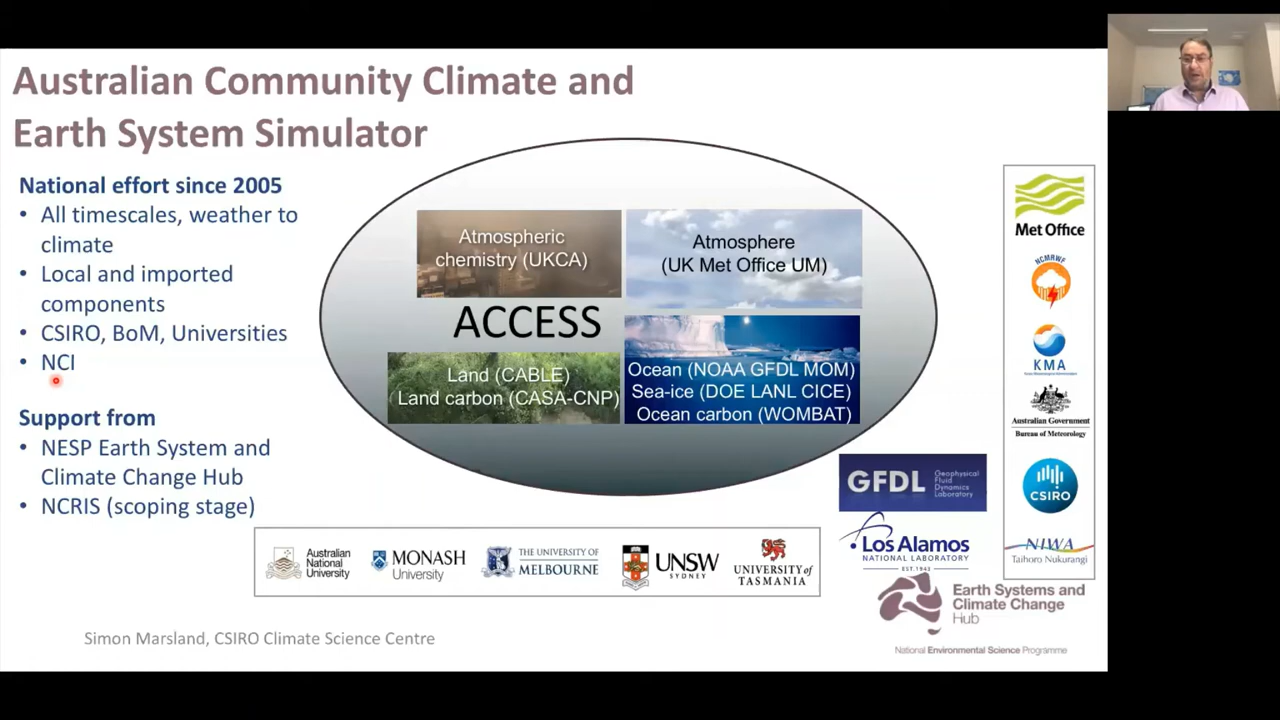 Australian Community Climate and
Earth System Simulator
National effort since 2005
• All timescales, weather to
climate
• Local and imported
components
• CSIRO, BoM, Universities
• NCI
Support from
• NESP Earth System and
Climate Change Hub
• NCRIS (scoping stage)
Atmospheric
chemistry (UKCA)
Atmosphere
(UK Met Office UM)
ACCESS
Land (CABLE)
Land carbon (CASA-CNP)
Ocean (NOAA GFDL MOM)
Sea-ice (DOE LANL CICE)
Ocean carbon (WOMBAT)
Met Office
NCMRWF
KMA
Australian Government
Bureau of Meteorology
CSIRO
NIWA
Taihoro Nukurangi
GFDL
Geophysical
Fluid
Dynamics
Laboratory
Los Alamos
NATIONAL LABORATORY
EST. 1943
Earth Systems and
Climate Change
Hub
National Environmental Science Programme
Australian
National
University
MONASH
University
THE UNIVERSITY OF
MELBOURNE
UNSW
SYDNEY
UNIVERSITY of
TASMANIA
Simon Marsland, CSIRO Climate Science Centre